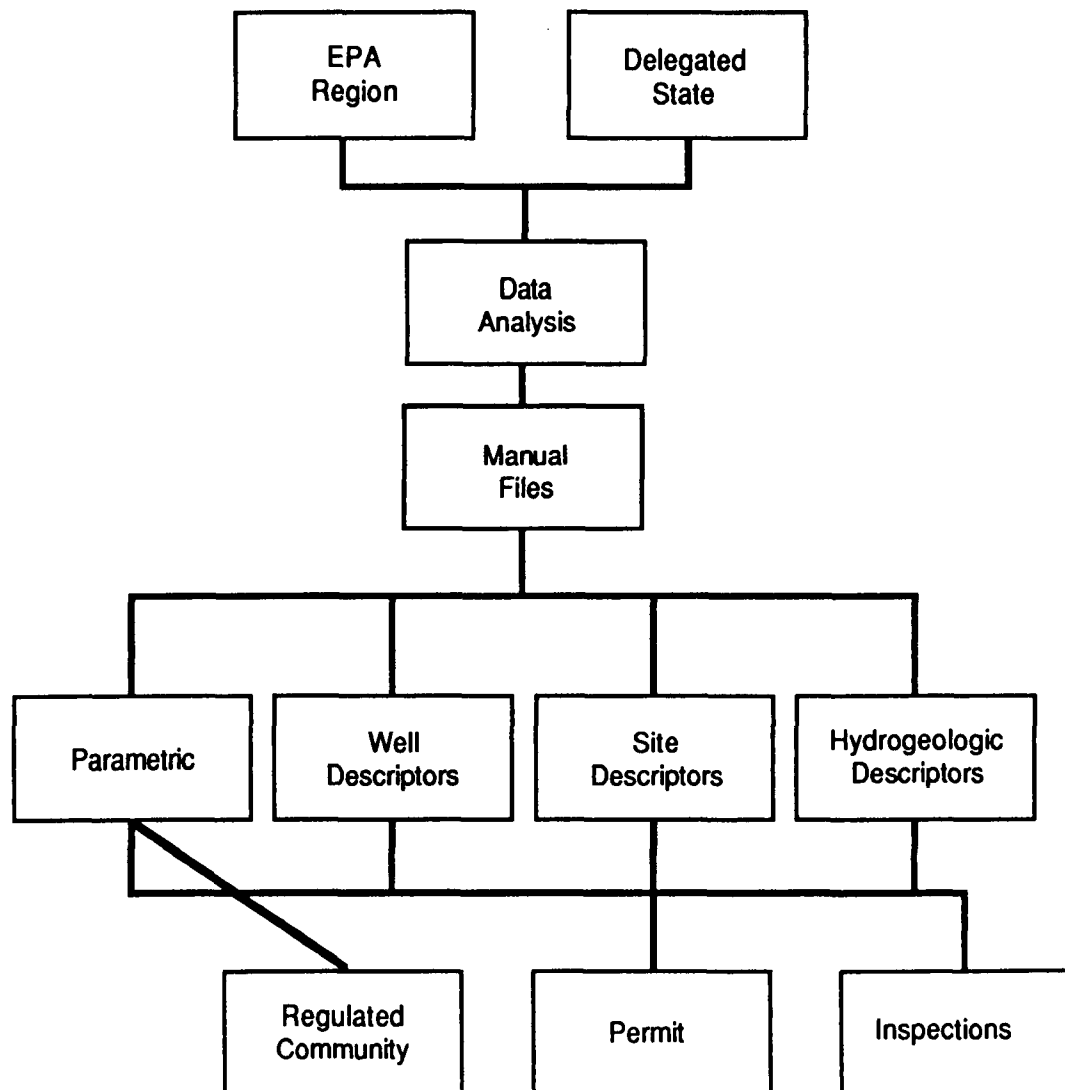 EPA
Region
Delegated
State
Data
Analysis
Manual
Files
Parametric
Well
Descriptors
Site
Descriptors
Hydrogeologic
Descriptors
Regulated
Community
Permit
Inspections